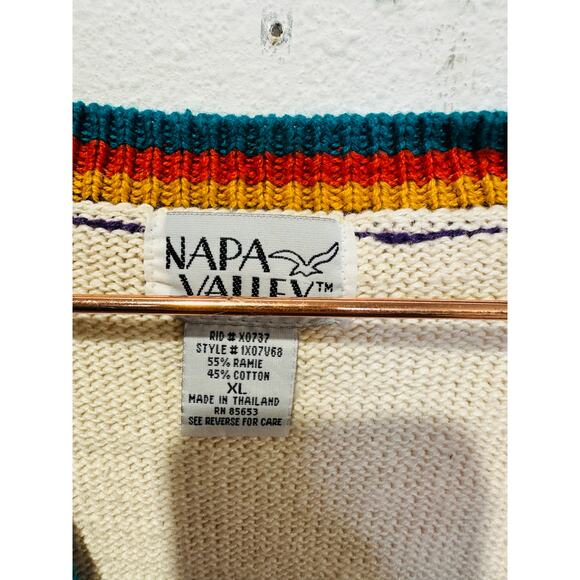 NAPA
VALLEY™
RID # X0737
STYLE # 1X07V68
55% RAMIE
45% COTTON
XL
MADE IN THAILAND
RN 85653
SEE REVERSE FOR CARE